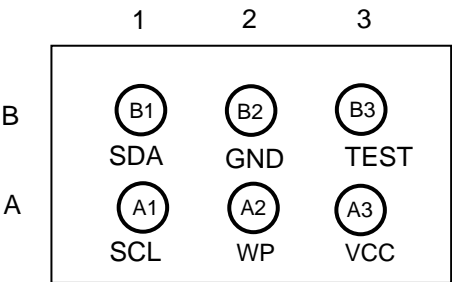 1 2 3
B B1 B2 B3
SDA GND TEST
A A1 A2 A3
SCL WP VCC